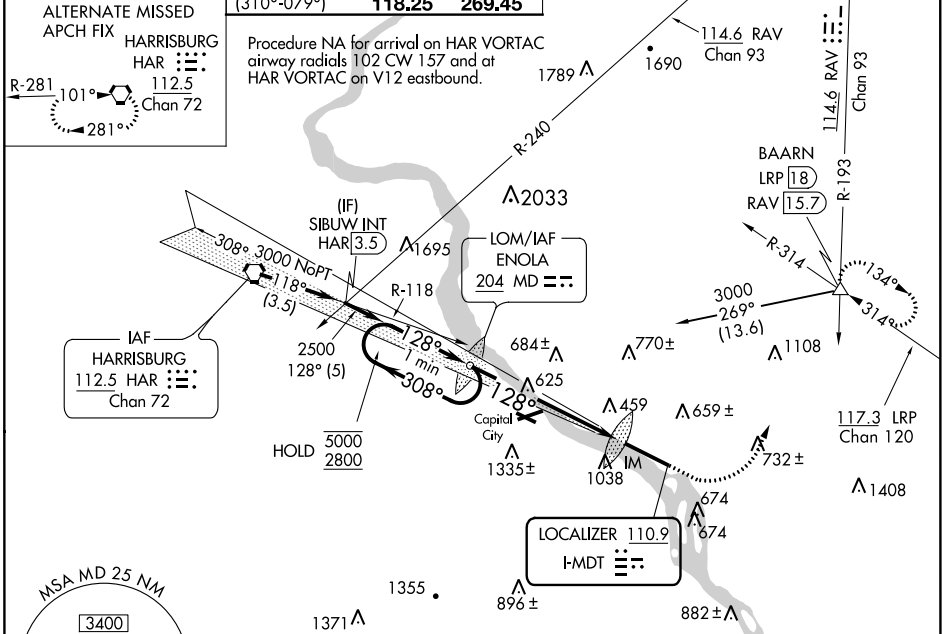 ALTERNATE MISSED
APCH FIX
HARRISBURG
HAR
112.5
Chan 72
R-281
101°
281°
(310°-079°) 118.25 269.45
Procedure NA for arrival on HAR VORTAC
airway radials 102 CW 157 and at
HAR VORTAC on V12 eastbound.
114.6 RAV
Chan 93
1690
1789
R-240
114.6 RAV
Chan 93
R-193
BAARN
LRP 18
RAV 15.7
R-314
134°
314°
3000
269°
(13.6)
2033
(IF)
SIBUW INT
HAR 3.5
1695
LOM/IAF
ENOLA
204 MD
308° 3000 NoPT
118°
(3.5)
R-118
IAF
HARRISBURG
112.5 HAR
Chan 72
2500
128° (5)
128°
1 min
308°
128°
HOLD 5000
2800
684±
625
770±
1108
459
659±
Capital
City
1335±
1038
IM
732±
117.3 LRP
Chan 120
1408
674
674
LOCALIZER 110.9
I-MDT
MSA MD 25 NM
3400
1355
1371
896±
882±